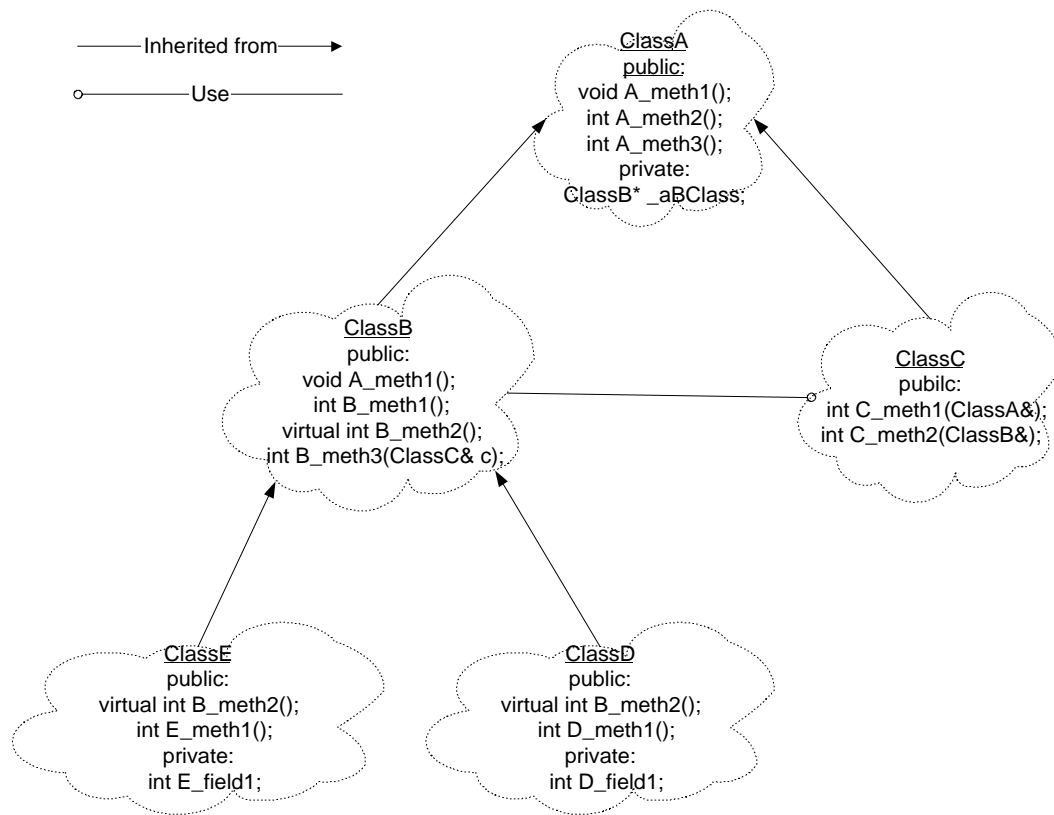 Inherited from
Use
ClassA
public:
void A_meth1();
int A_meth2();
int A_meth3();
private:
ClassB* _aBClass;
ClassB
public:
void A_meth1();
int B_meth1();
virtual int B_meth2();
int B_meth3(ClassC& c);
ClassC
pubilc:
int C_meth1(ClassA&);
int C_meth2(ClassB&);
ClassE
public:
virtual int B_meth2();
int E_meth1();
private:
int E_field1;
ClassD
public:
virtual int B_meth2();
int D_meth1();
private:
int D_field1;